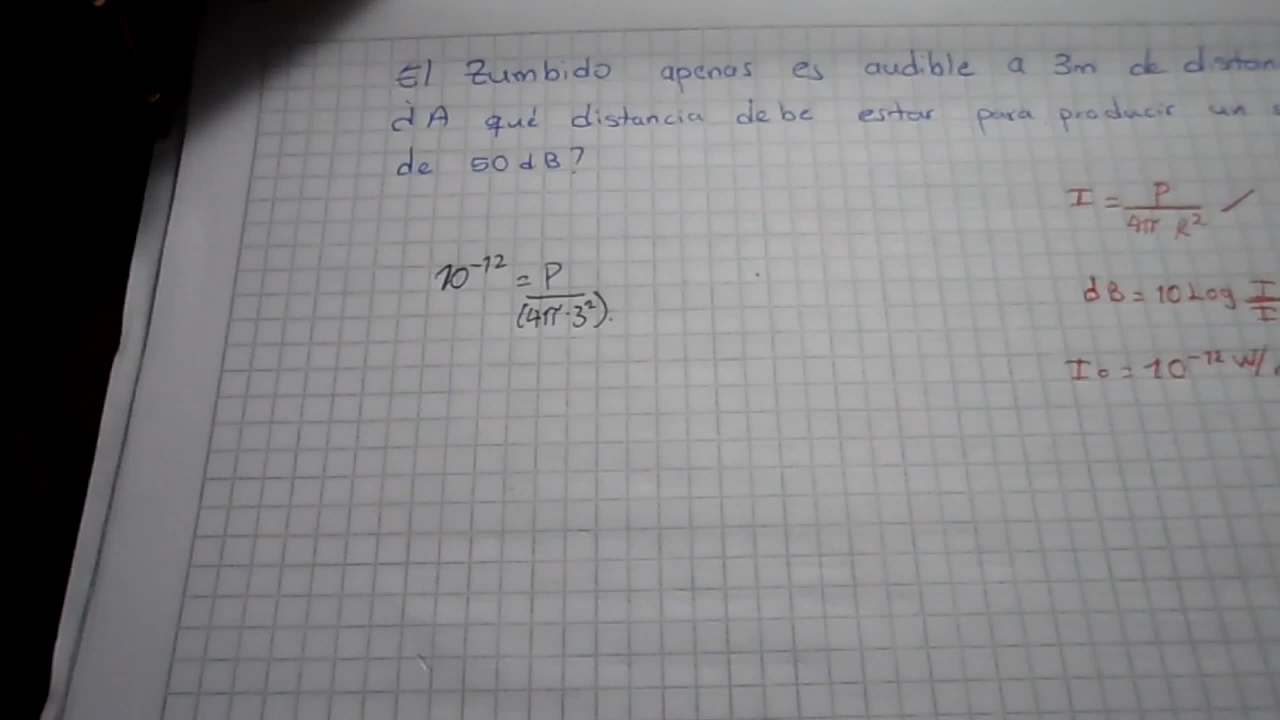 El Zumbido apenas es audible a 3m de distan
¿A qué distancia debe estar para producir un
de 50 dB?
I = P / 4π R²
10⁻¹² = P / (4π·3²).
dB = 10 Log I / I
I₀ = 10⁻¹² W/